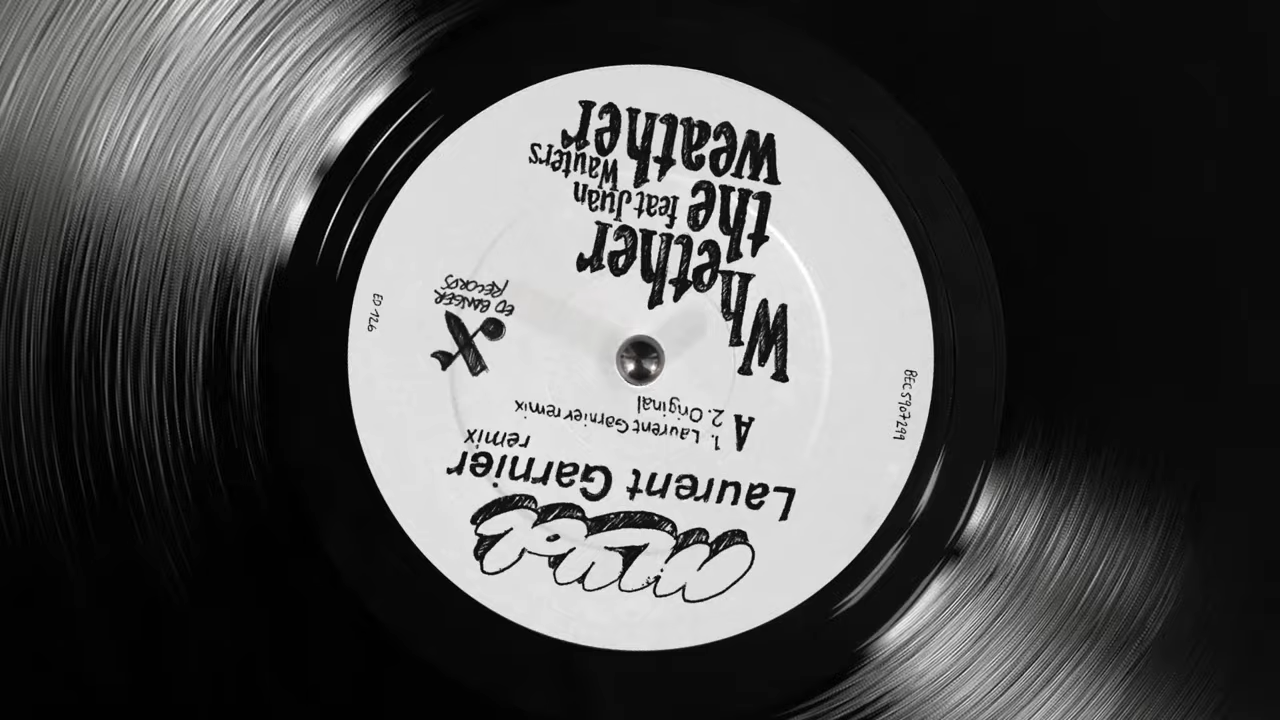 Myd
Laurent Garnier
remix
A
1. Laurent Garnier remix
2. Original
BEC5907299
ED BANGER
RECORDS
ED 126
Whether
the
feat Juan
Wauters
weather